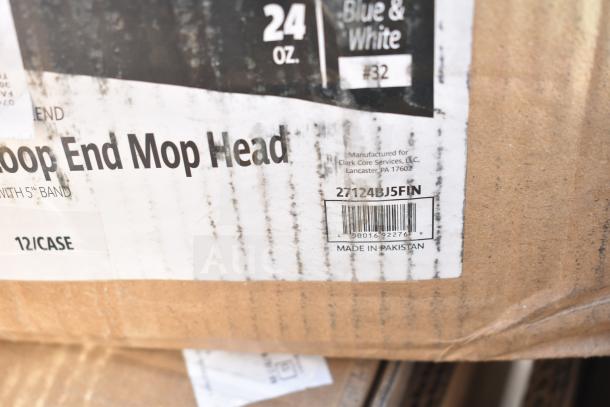 24
OZ.
Blue &
White
#32
END
Loop End Mop Head
WITH 5" BAND
12/CASE
Manufactured for
Clark Core Services, LLC.
Lancaster, PA 17602
27124BJ5FIN
MADE IN PAKISTAN